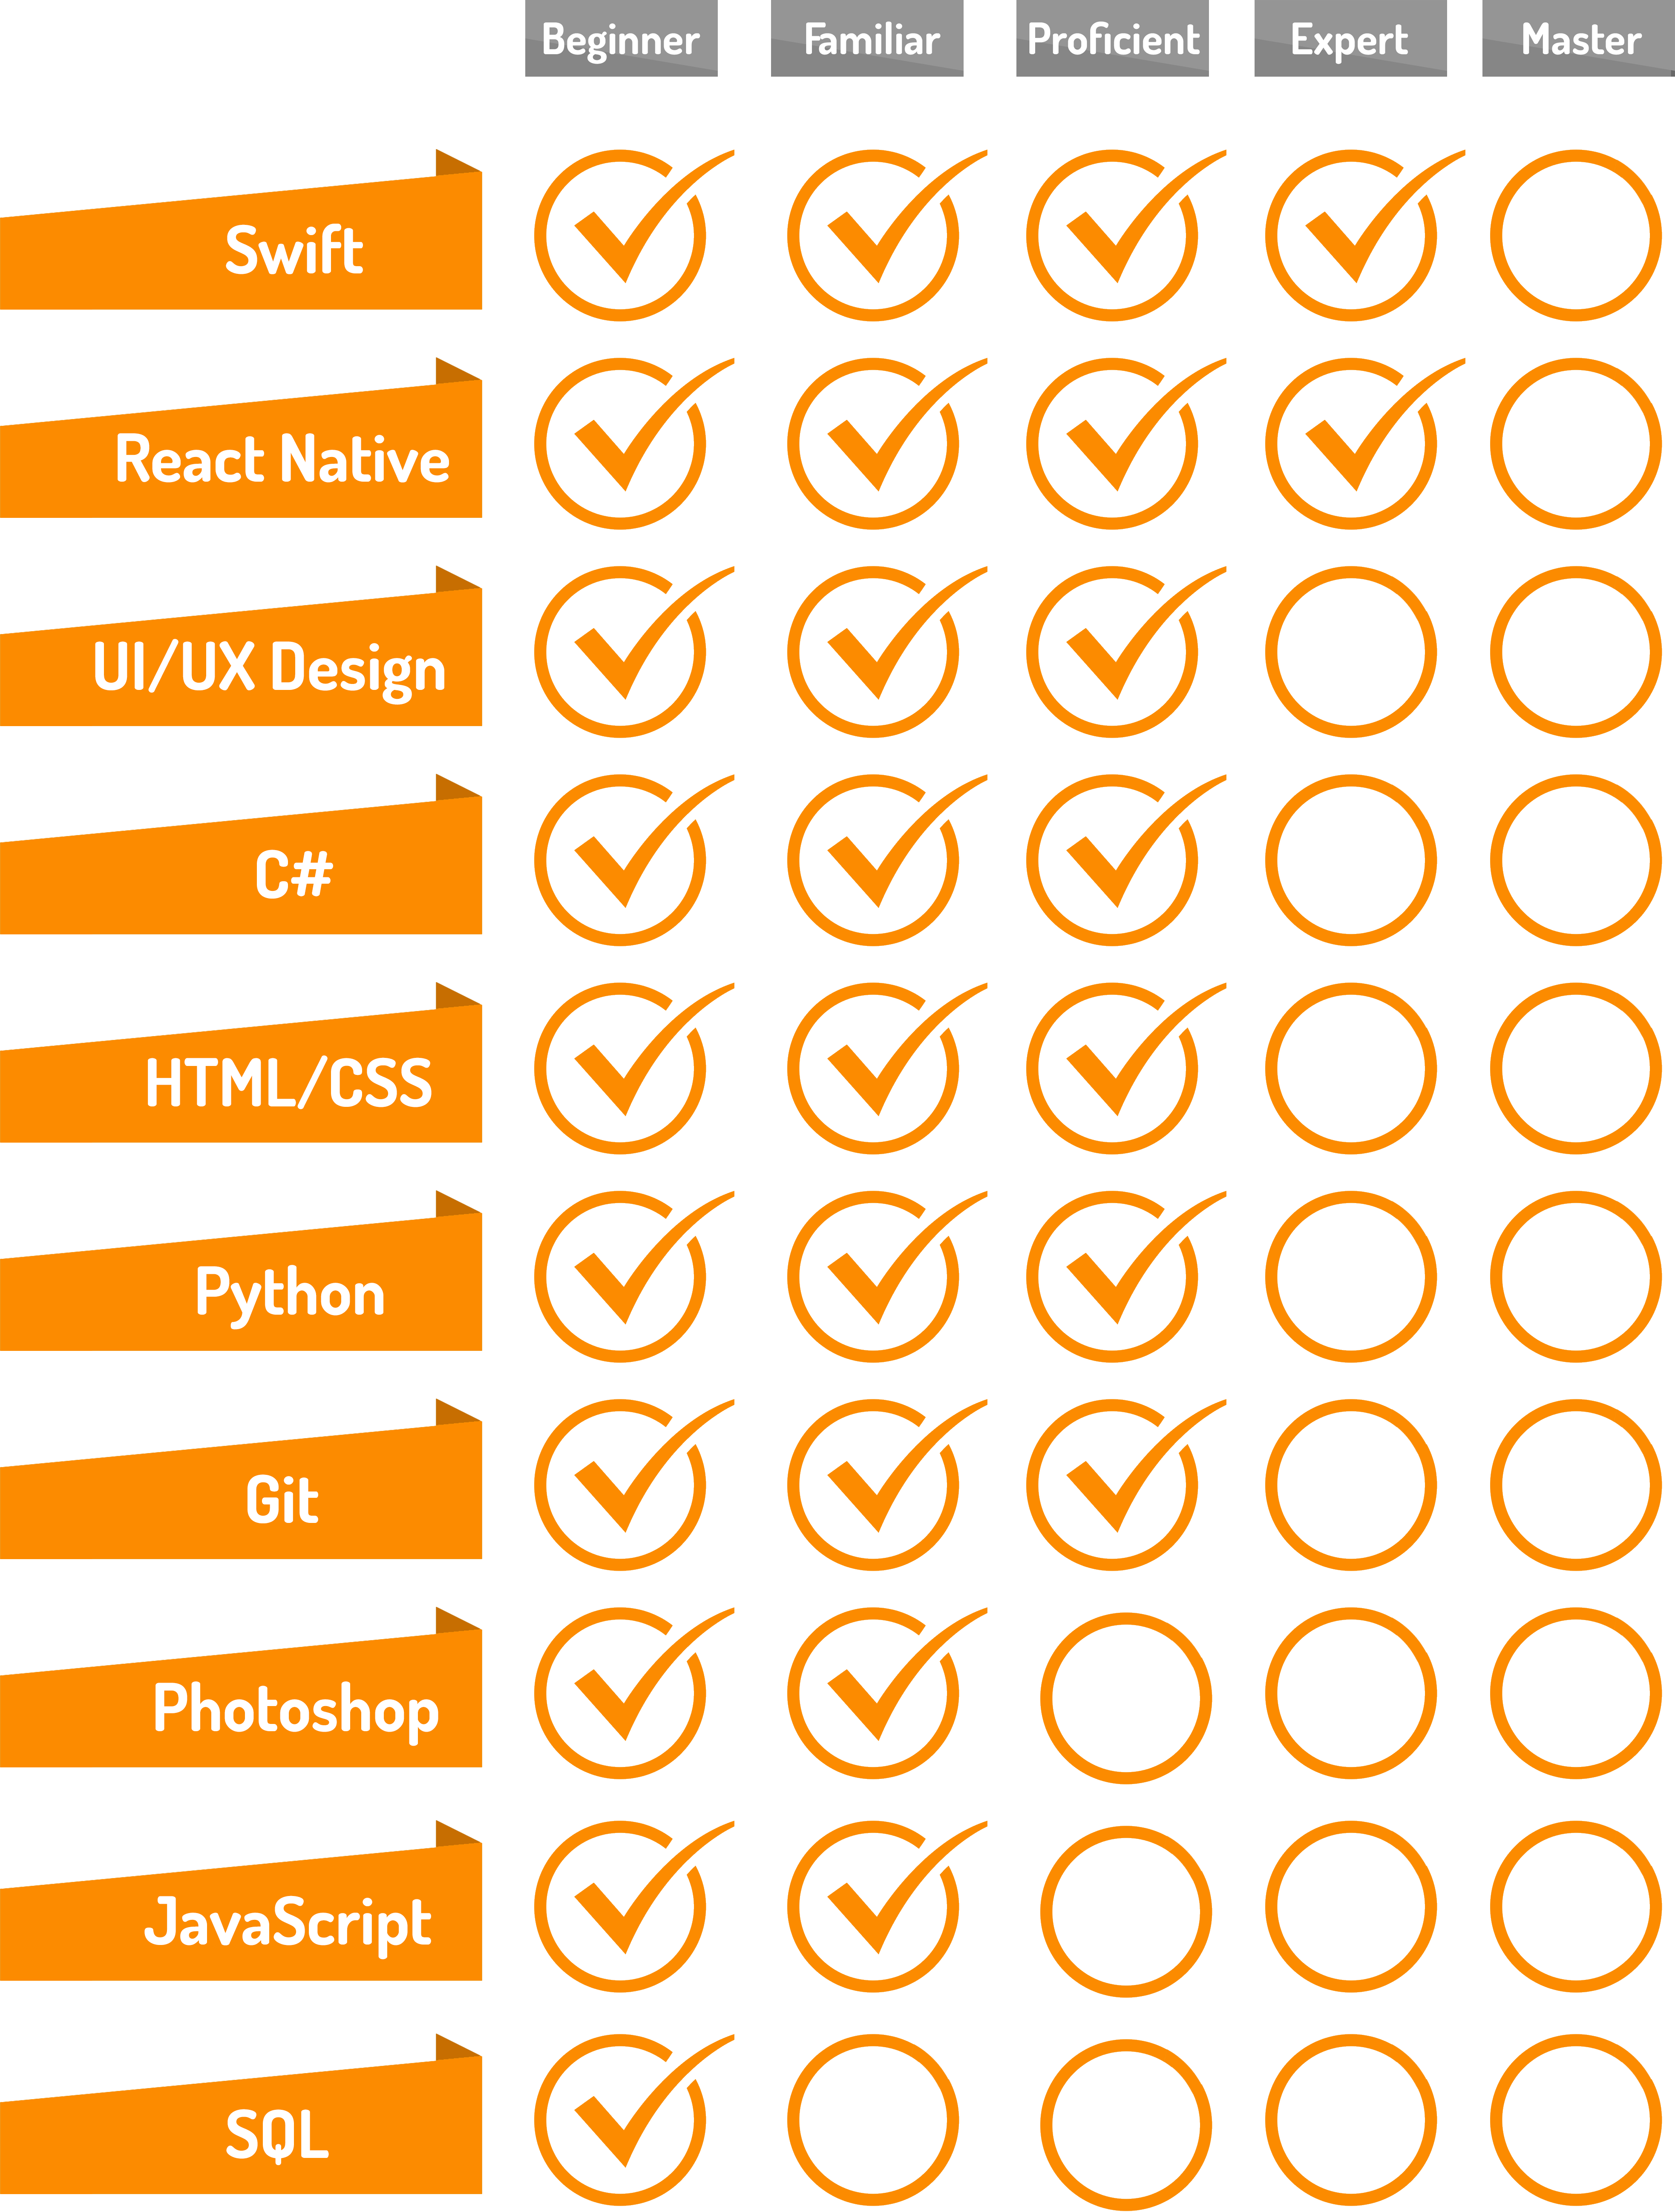 Beginner Familiar Proficient Expert Master
Swift
React Native
UI/UX Design
C#
HTML/CSS
Python
Git
Photoshop
JavaScript
SQL